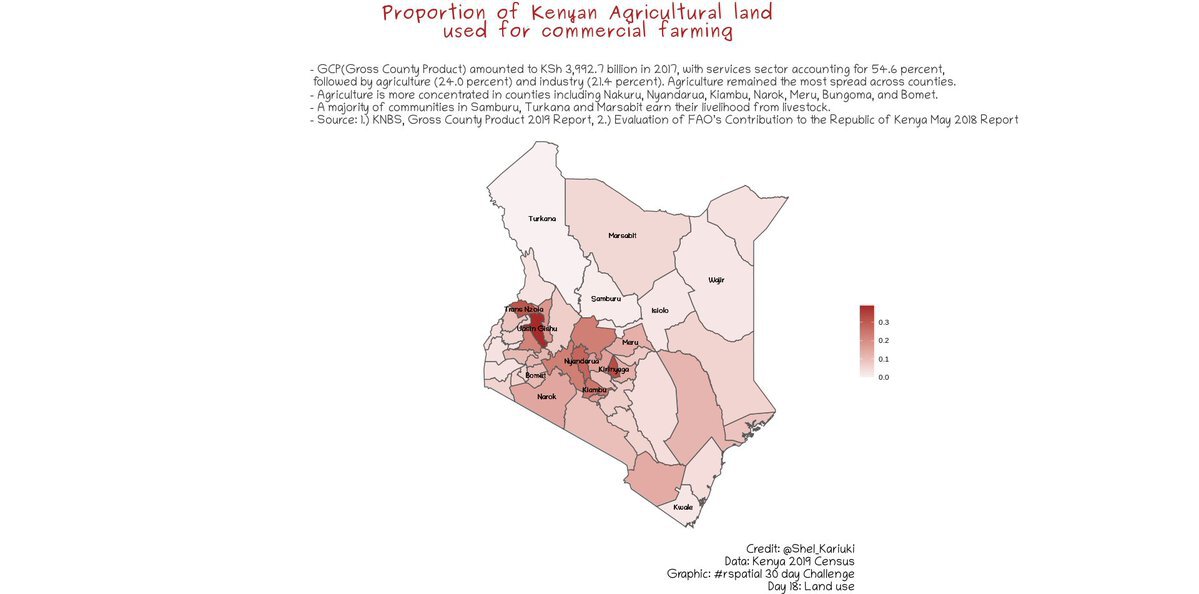 Proportion of Kenyan Agricultural land
used for commercial farming
- GCP(Gross County Product) amounted to KSh 3,992.7 billion in 2017, with services sector accounting for 54.6 percent,
followed by agriculture (24.0 percent) and industry (21.4 percent). Agriculture remained the most spread across counties.
- Agriculture is more concentrated in counties including Nakuru, Nyandarua, Kiambu, Narok, Meru, Bungoma, and Bomet.
- A majority of communities in Samburu, Turkana and Marsabit earn their livelihood from livestock.
- Source: 1.) KNBS, Gross County Product 2019 Report, 2.) Evaluation of FAO's Contribution to the Republic of Kenya May 2018 Report
Turkana
Marsabit
Wajir
Samburu
Isiolo
Trans Nzoia
Uasin Gishu
Meru
Nyandarua
Kirinyaga
Bomet
Kiambu
Narok
Kwale
0.3
0.2
0.1
0.0
Credit: @Shel_Kariuki
Data: Kenya 2019 Census
Graphic: #rspatial 30 day Challenge
Day 18: Land use